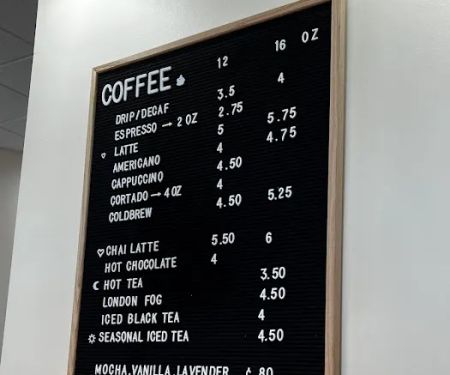 COFFEE 12 16 OZ
DRIP/DECAF 3.5 4
ESPRESSO → 2 OZ 2.75
♡ LATTE 5 5.75
AMERICANO 4 4.75
CAPPUCCINO 4.50
CORTADO → 4OZ 4
COLDBREW 4.50 5.25
♡ CHAI LATTE 5.50 6
HOT CHOCOLATE 4
☾ HOT TEA 3.50
LONDON FOG 4.50
ICED BLACK TEA 4
☼ SEASONAL ICED TEA 4.50
MOCHA,VANILLA,LAVENDER .80